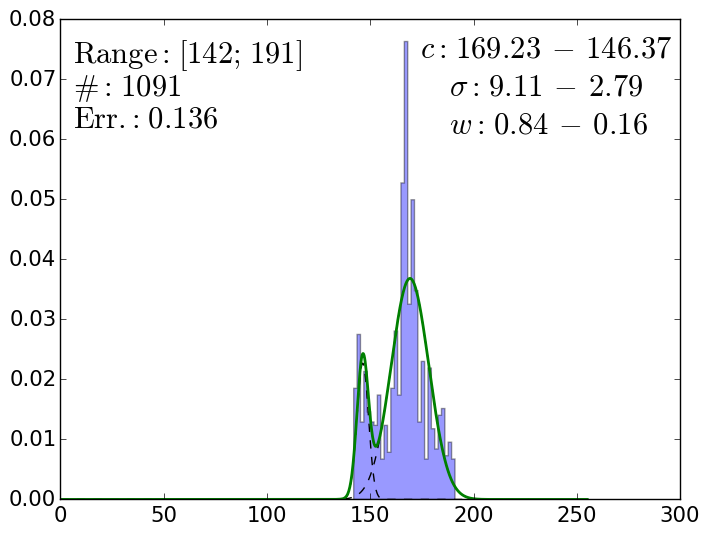 0.08
0.07
0.06
0.05
0.04
0.03
0.02
0.01
0.00
Range: [142; 191]
#: 1091
Err.: 0.136
c: 169.23 − 146.37
σ: 9.11 − 2.79
w: 0.84 − 0.16
0 50 100 150 200 250 300